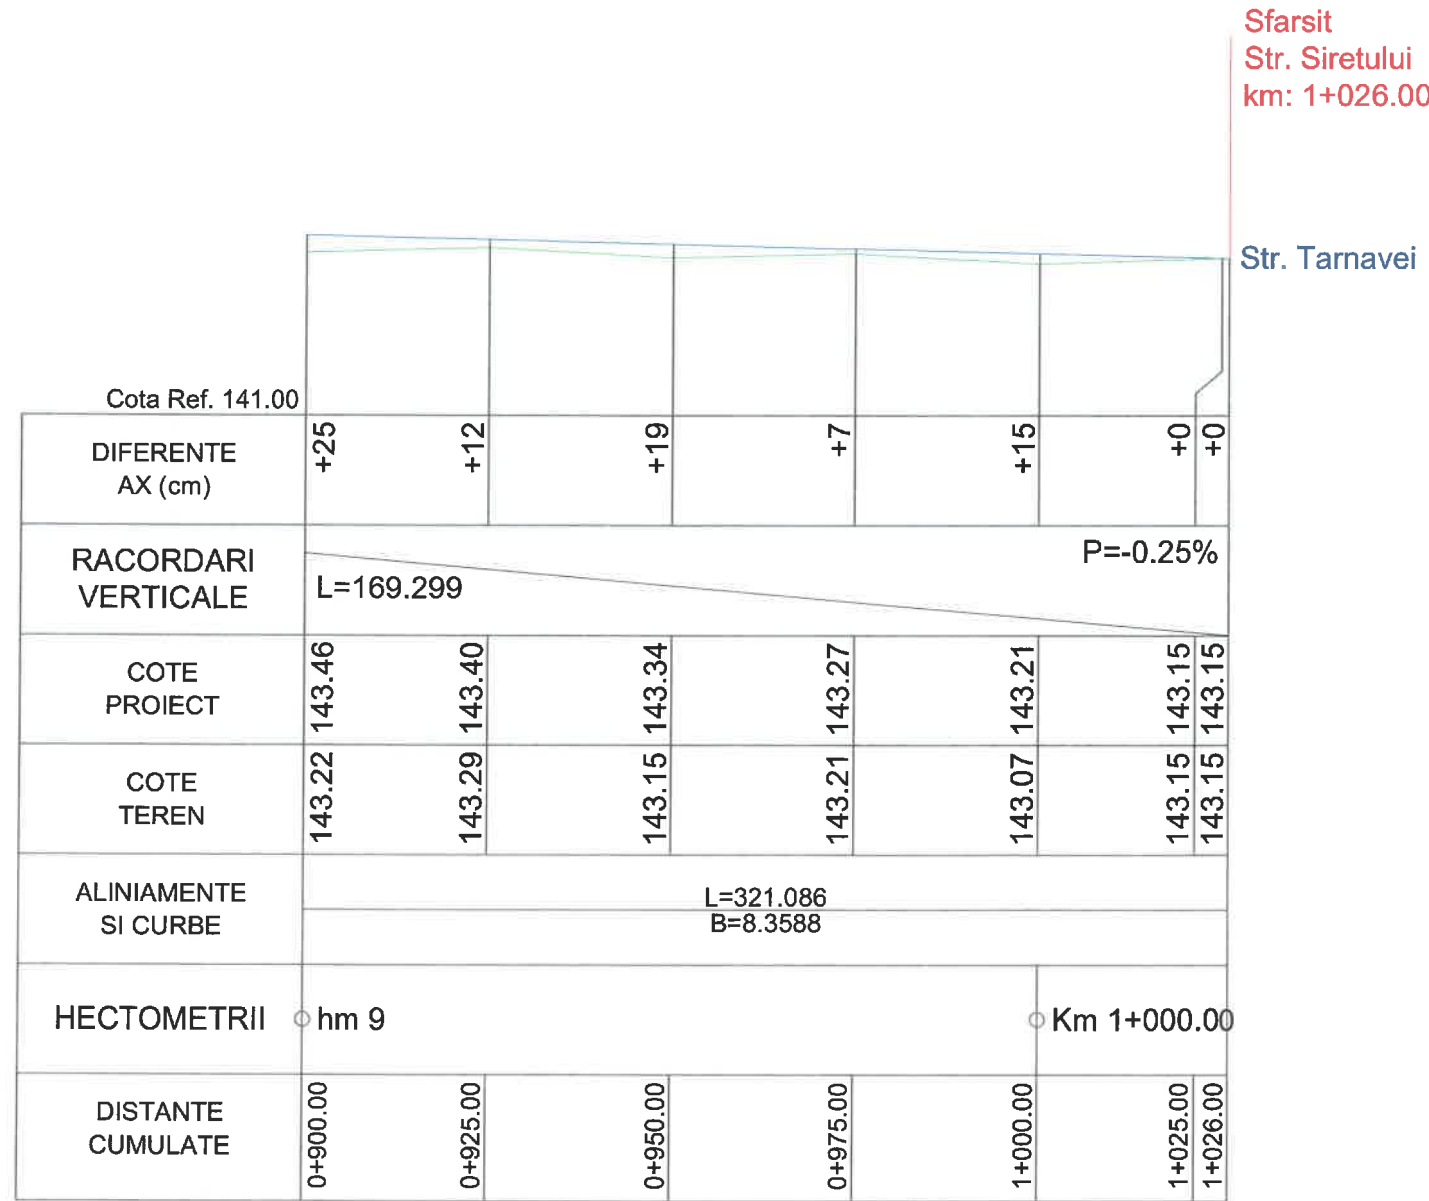 Sfarsit
Str. Siretului
km: 1+026.00
Str. Tarnavei
Cota Ref. 141.00
DIFERENTE
AX (cm)
+25
+12
+19
+7
+15
+0
+0
RACORDARI
VERTICALE
L=169.299
P=-0.25%
COTE
PROIECT
143.46
143.40
143.34
143.27
143.21
143.15
143.15
COTE
TEREN
143.22
143.29
143.15
143.21
143.07
143.15
143.15
ALINIAMENTE
SI CURBE
L=321.086
B=8.3588
HECTOMETRII
hm 9
Km 1+000.00
DISTANTE
CUMULATE
0+900.00
0+925.00
0+950.00
0+975.00
1+000.00
1+025.00
1+026.00